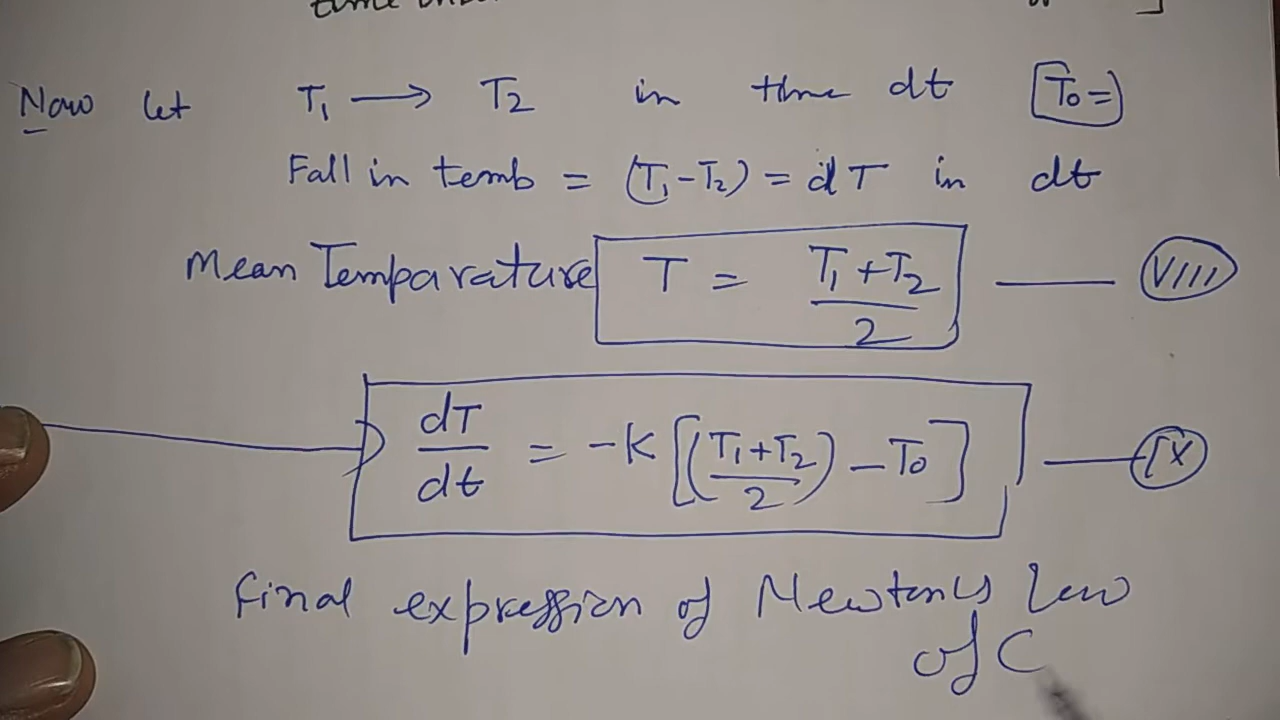 Now let T₁ → T₂ in time dt [T₀=]
Fall in temb = (T₁-T₂) = dT in dt
Mean Temparature T = (T₁+T₂)/2 — VIII
dT/dt = -K[((T₁+T₂)/2) - T₀] — IX
Final expression of Newton's Law
of C